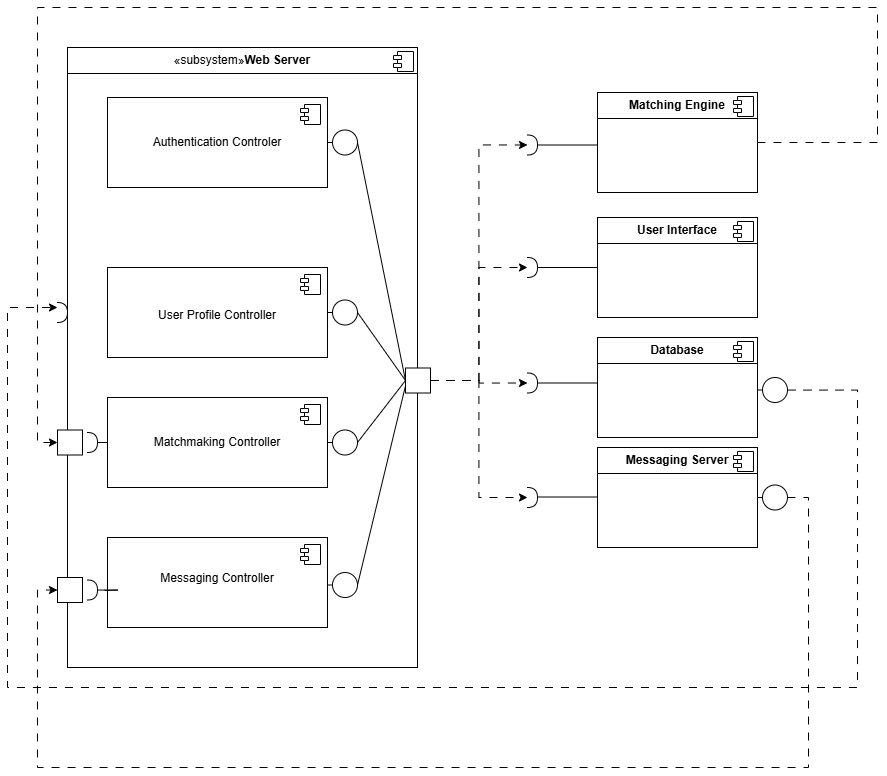 «subsystem»Web Server
Authentication Controler
User Profile Controller
Matchmaking Controller
Messaging Controller
Matching Engine
User Interface
Database
Messaging Server